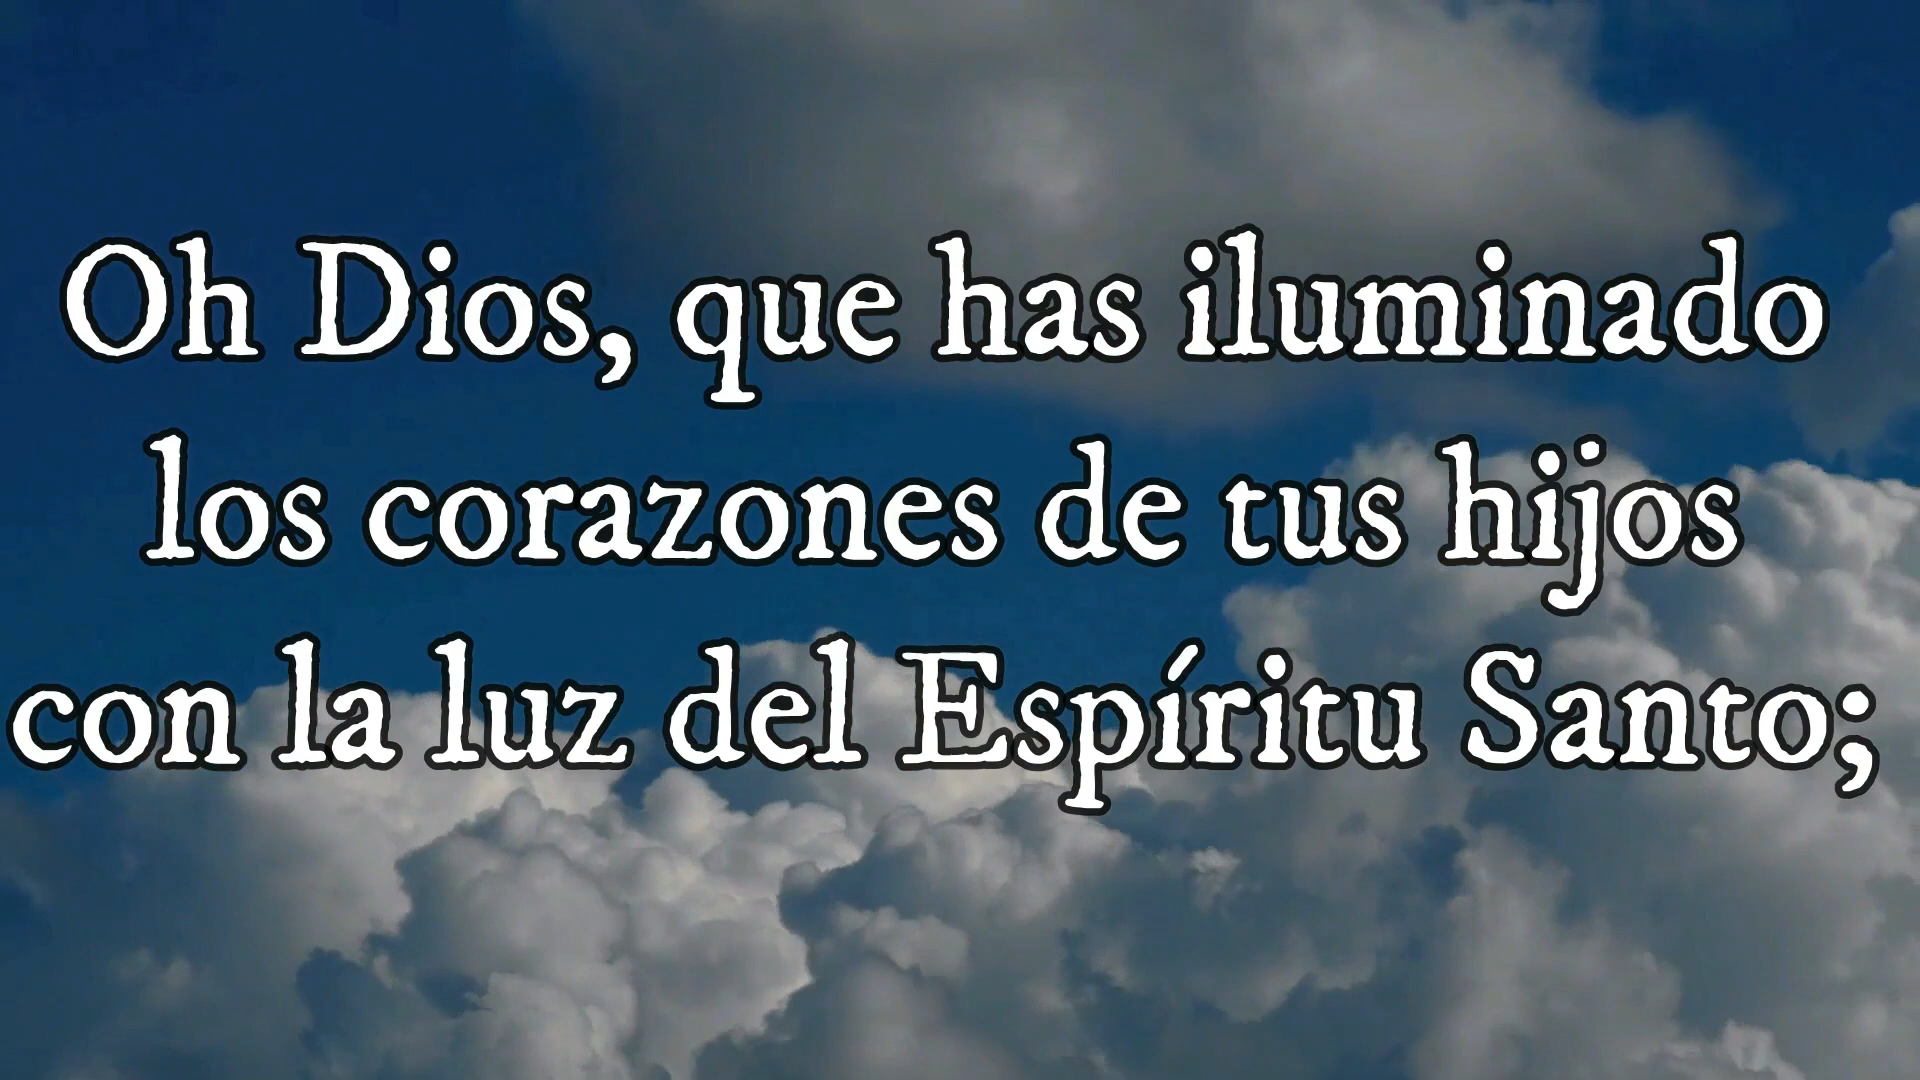 Oh Dios, que has iluminado
los corazones de tus hijos
con la luz del Espíritu Santo;